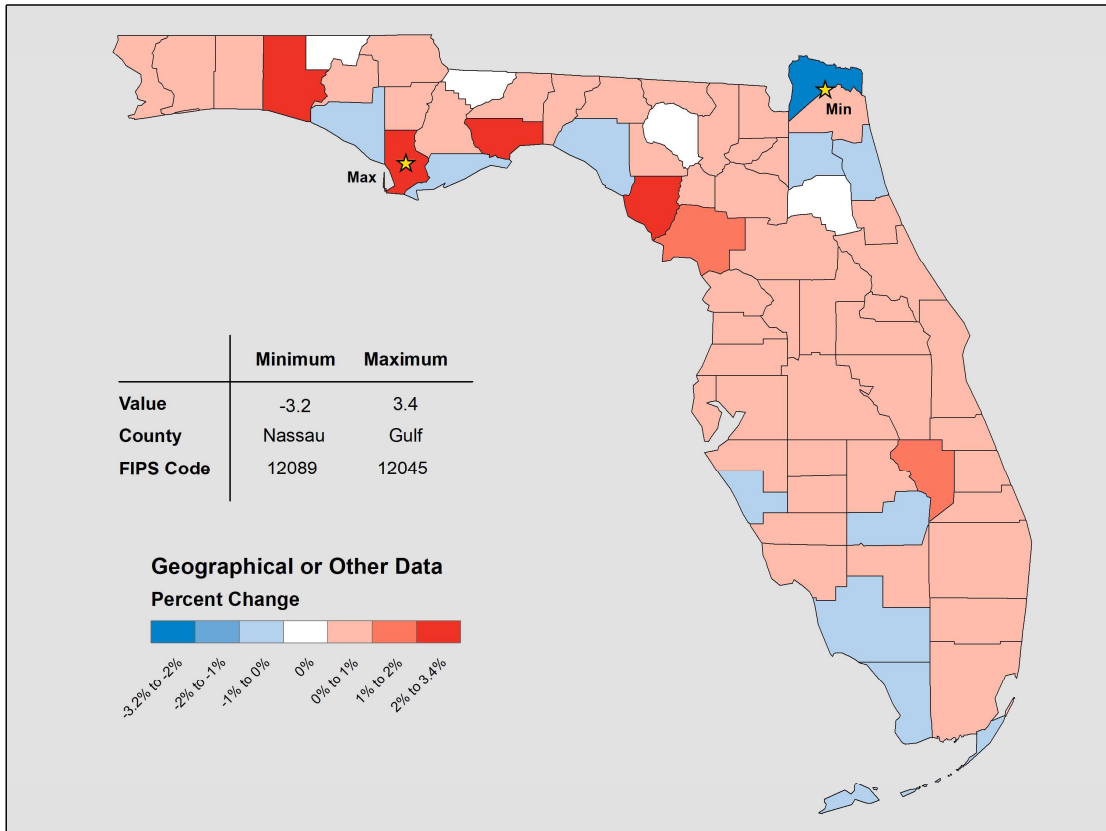 Min
Max
Minimum Maximum
Value -3.2 3.4
County Nassau Gulf
FIPS Code 12089 12045
Geographical or Other Data
Percent Change
-3.2% to -2% -2% to -1% -1% to 0% 0% 0% to 1% 1% to 2% 2% to 3.4%